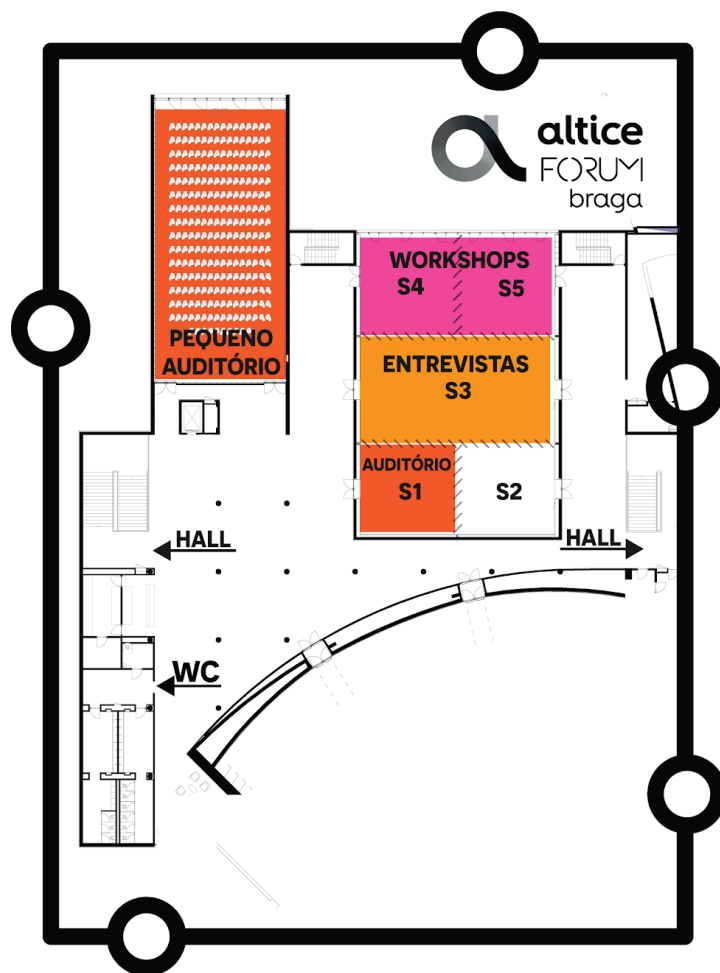 altice
FORUM
braga
WORKSHOPS
S4 S5
PEQUENO
AUDITÓRIO
ENTREVISTAS
S3
AUDITÓRIO
S1 S2
HALL
HALL
WC